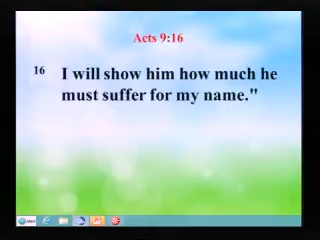 Acts 9:16
16 I will show him how much he
must suffer for my name."